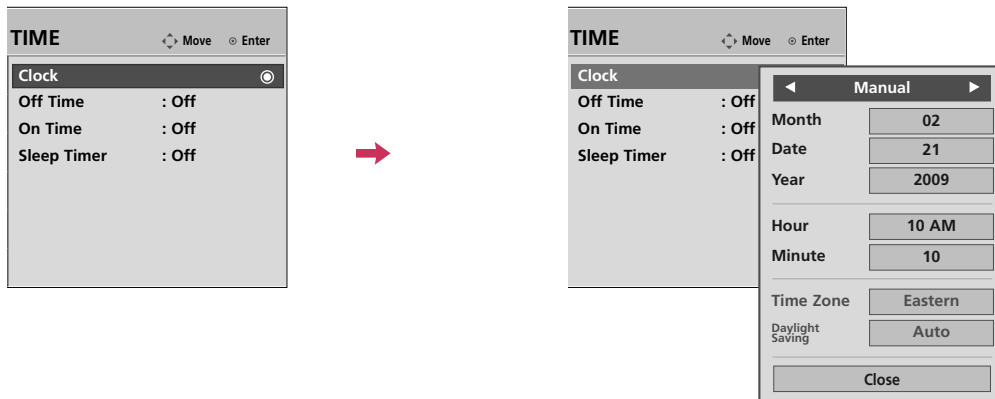 TIME Move Enter
Clock
Off Time : Off
On Time : Off
Sleep Timer : Off
TIME Move Enter
Clock
Off Time : Off
On Time : Off
Sleep Timer : Off
Manual
Month 02
Date 21
Year 2009
Hour 10 AM
Minute 10
Time Zone Eastern
Daylight
Saving Auto
Close